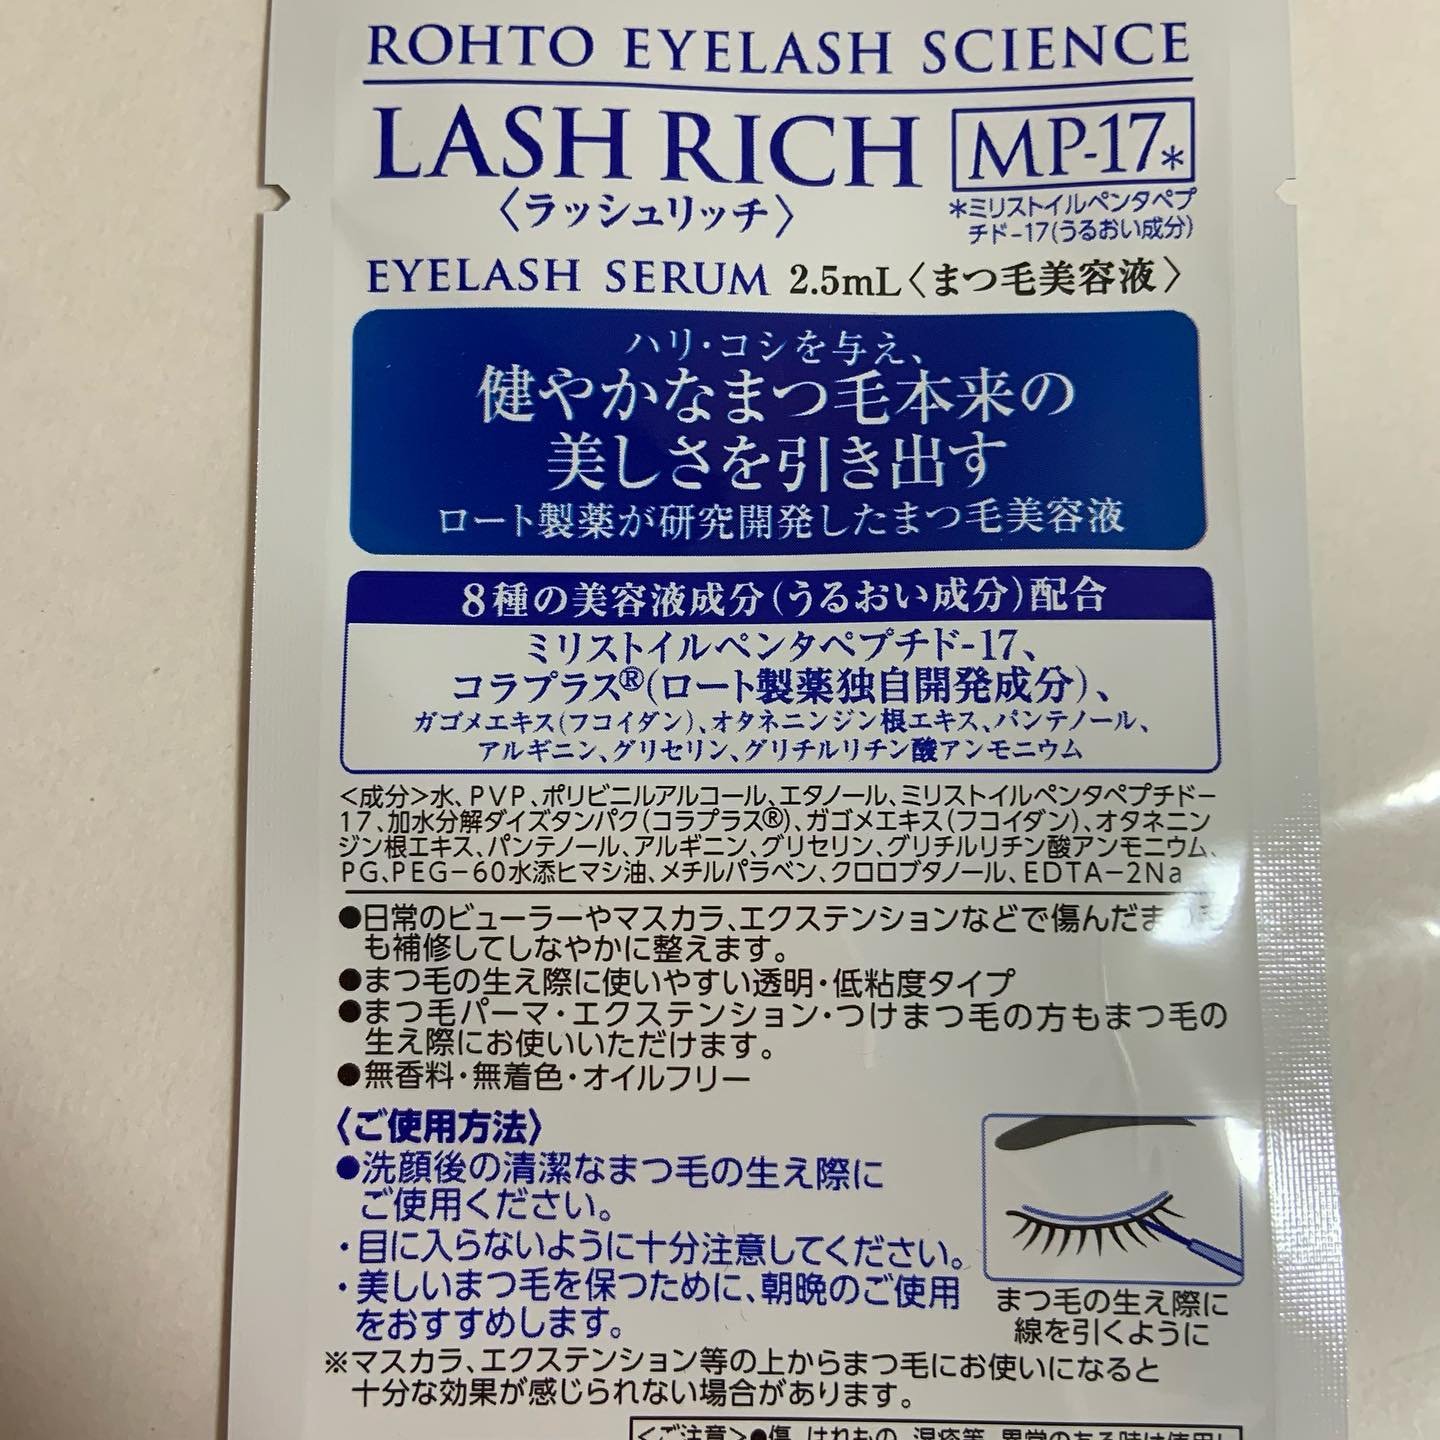 ROHTO EYELASH SCIENCE
LASH RICH MP-17*
〈ラッシュリッチ〉
*ミリストイルペンタペプ
チド-17(うるおい成分)
EYELASH SERUM 2.5mL〈まつ毛美容液〉
ハリ・コシを与え、
健やかなまつ毛本来の
美しさを引き出す
ロート製薬が研究開発したまつ毛美容液
8種の美容液成分(うるおい成分)配合
ミリストイルペンタペプチド-17、
コラプラス®(ロート製薬独自開発成分)、
ガゴメエキス(フコイダン)、オタネニンジン根エキス、パンテノール、
アルギニン、グリセリン、グリチルリチン酸アンモニウム
<成分>水、PVP、ポリビニルアルコール、エタノール、ミリストイルペンタペプチド-
17、加水分解ダイズタンパク(コラプラス®)、ガゴメエキス(フコイダン)、オタネニン
ジン根エキス、パンテノール、アルギニン、グリセリン、グリチルリチン酸アンモニウム、
PG、PEG-60水添ヒマシ油、メチルパラベン、クロロブタノール、EDTA-2Na
●日常のビューラーやマスカラ、エクステンションなどで傷んだまつ毛
も補修してしなやかに整えます。
●まつ毛の生え際に使いやすい透明・低粘度タイプ
●まつ毛パーマ・エクステンション・つけまつ毛の方もまつ毛の
生え際にお使いいただけます。
●無香料・無着色・オイルフリー
〈ご使用方法〉
●洗顔後の清潔なまつ毛の生え際に
ご使用ください。
・目に入らないように十分注意してください。
・美しいまつ毛を保つために、朝晩のご使用
をおすすめします。
まつ毛の生え際に
線を引くように
※マスカラ、エクステンション等の上からまつ毛にお使いになると
十分な効果が感じられない場合があります。
<ご注意>●傷、はれもの、湿疹等、異常のある時は使用し